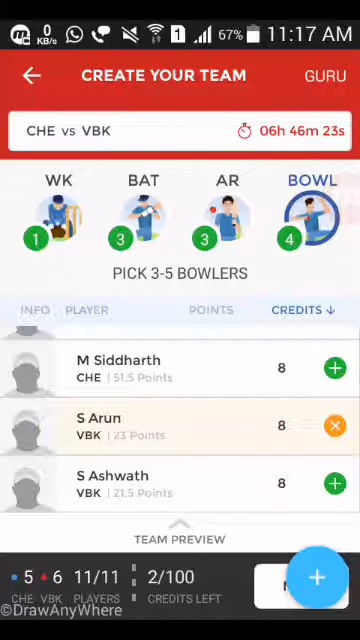 0
KB/s
1
67%
11:17 AM
CREATE YOUR TEAM
GURU
CHE vs VBK
06h 46m 23s
WK BAT AR BOWL
1 3 3 4
PICK 3-5 BOWLERS
INFO PLAYER POINTS CREDITS ↓
M Siddharth
CHE | 51.5 Points
8
S Arun
VBK | 23 Points
8
S Ashwath
VBK | 21.5 Points
8
TEAM PREVIEW
5 6 11/11 2/100
CHE VBK PLAYERS CREDITS LEFT
©DrawAnyWhere